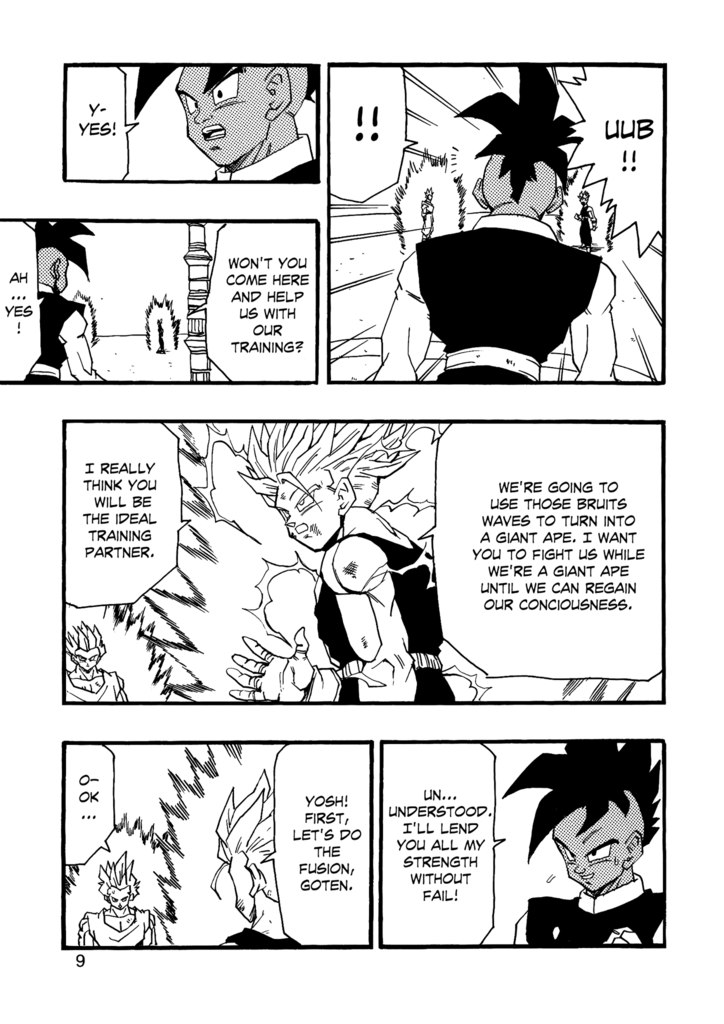 UUB
!!
!!
Y-
YES!
WON'T YOU
COME HERE
AND HELP
US WITH
OUR
TRAINING?
AH
...
YES
!
WE'RE GOING TO
USE THOSE BRUITS
WAVES TO TURN INTO
A GIANT APE. I WANT
YOU TO FIGHT US WHILE
WE'RE A GIANT APE
UNTIL WE CAN REGAIN
OUR CONCIOUSNESS.
I REALLY
THINK YOU
WILL BE
THE IDEAL
TRAINING
PARTNER.
UN...
UNDERSTOOD.
I'LL LEND
YOU ALL MY
STRENGTH
WITHOUT
FAIL!
YOSH!
FIRST,
LET'S DO
THE
FUSION,
GOTEN.
O-
OK
...
9